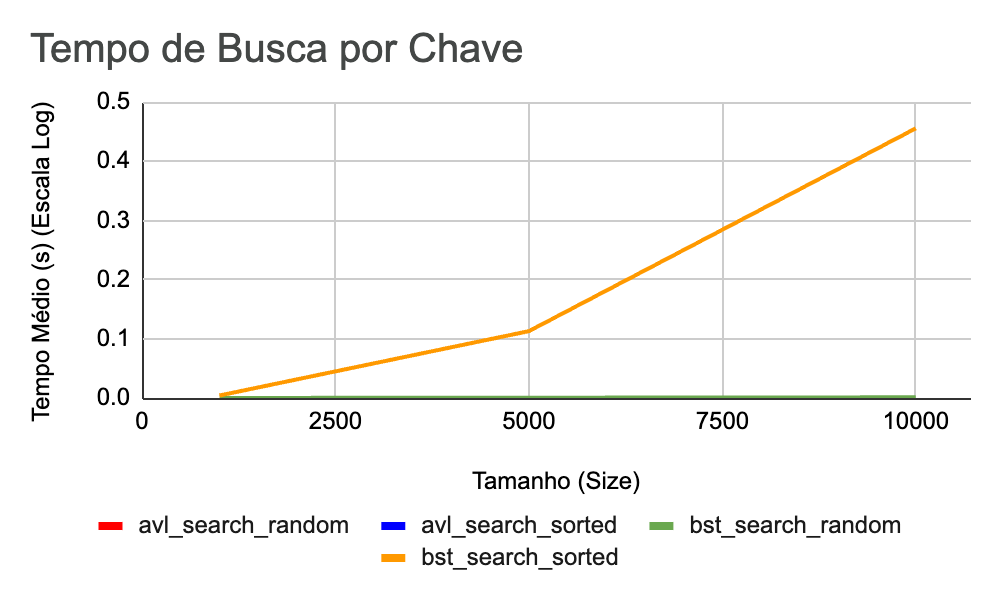 Tempo de Busca por Chave
Tempo Médio (s) (Escala Log)
0.5
0.4
0.3
0.2
0.1
0.0
0 2500 5000 7500 10000
Tamanho (Size)
avl_search_random avl_search_sorted bst_search_random
bst_search_sorted